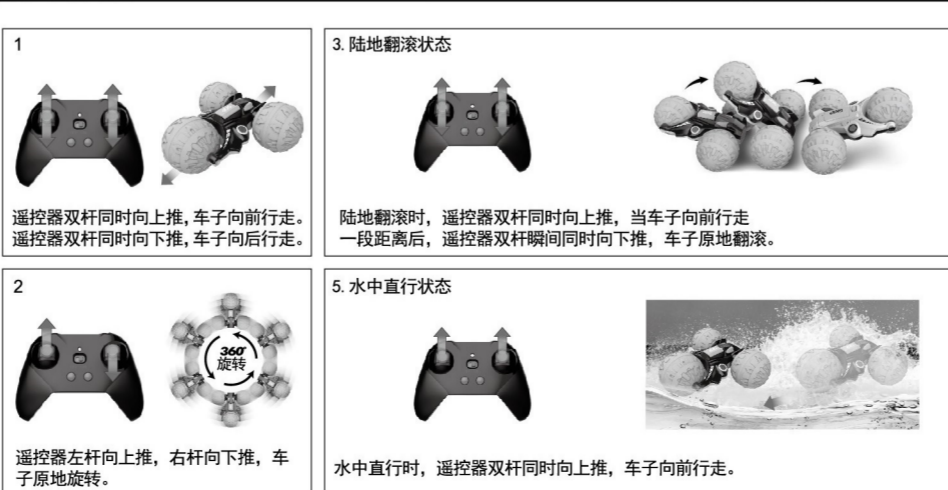 1
遥控器双杆同时向上推,车子向前行走。
遥控器双杆同时向下推,车子向后行走。
3. 陆地翻滚状态
陆地翻滚时，遥控器双杆同时向上推，当车子向前行走
一段距离后，遥控器双杆瞬间同时向下推，车子原地翻滚。
2
360°
旋转
遥控器左杆向上推，右杆向下推，车
子原地旋转。
5. 水中直行状态
水中直行时，遥控器双杆同时向上推，车子向前行走。